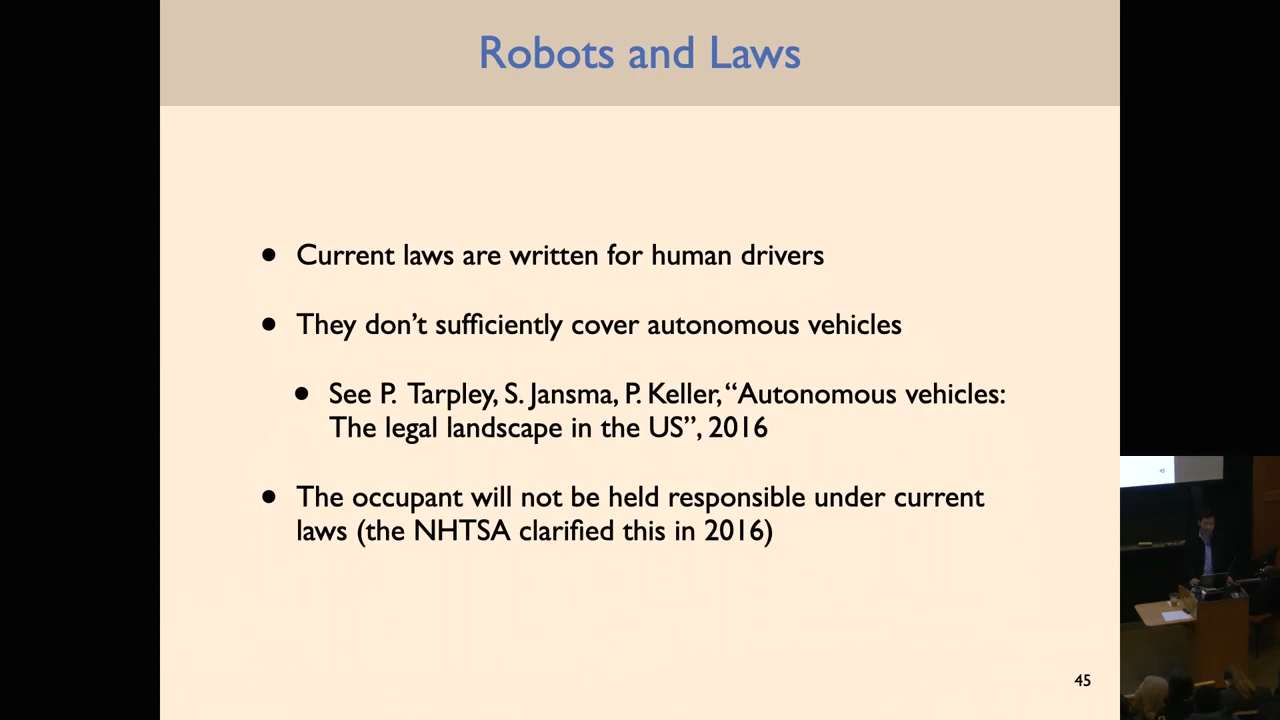 Robots and Laws
• Current laws are written for human drivers
• They don’t sufficiently cover autonomous vehicles
• See P. Tarpley, S. Jansma, P. Keller, “Autonomous vehicles:
The legal landscape in the US”, 2016
• The occupant will not be held responsible under current
laws (the NHTSA clarified this in 2016)
45